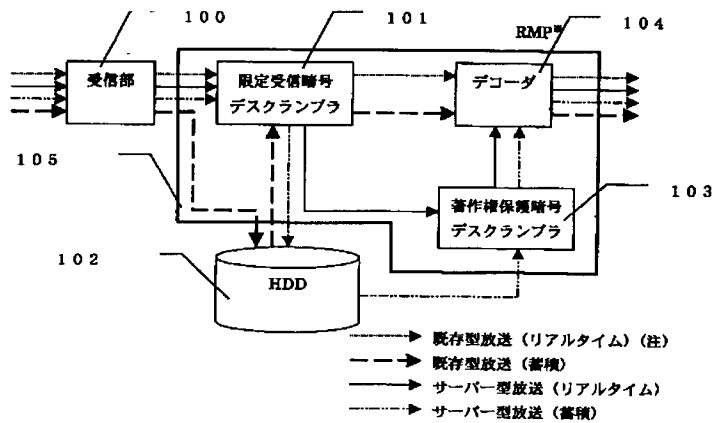 100
101
104
RMP※
受信部
限定受信暗号
デスクランブラ
デコーダ
105
103
著作権保護暗号
デスクランブラ
102
HDD
既存型放送（リアルタイム）（注）
既存型放送（蓄積）
サーバー型放送（リアルタイム）
サーバー型放送（蓄積）